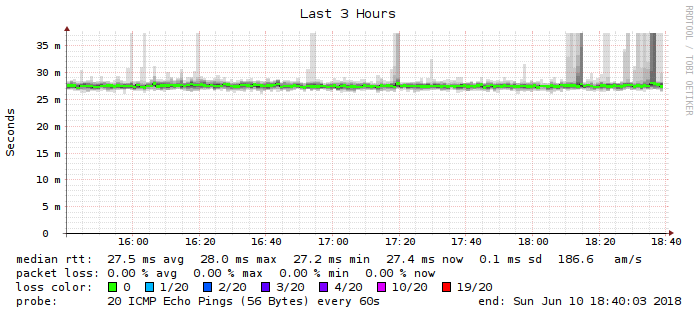 Last 3 Hours
RRDTOOL / TOBI OETIKER
Seconds
35 m
30 m
25 m
20 m
15 m
10 m
5 m
0
16:00 16:20 16:40 17:00 17:20 17:40 18:00 18:20 18:40
median rtt: 27.5 ms avg 28.0 ms max 27.2 ms min 27.4 ms now 0.1 ms sd 186.6 am/s
packet loss: 0.00 % avg 0.00 % max 0.00 % min 0.00 % now
loss color: 0 1/20 2/20 3/20 4/20 10/20 19/20
probe: 20 ICMP Echo Pings (56 Bytes) every 60s end: Sun Jun 10 18:40:03 2018